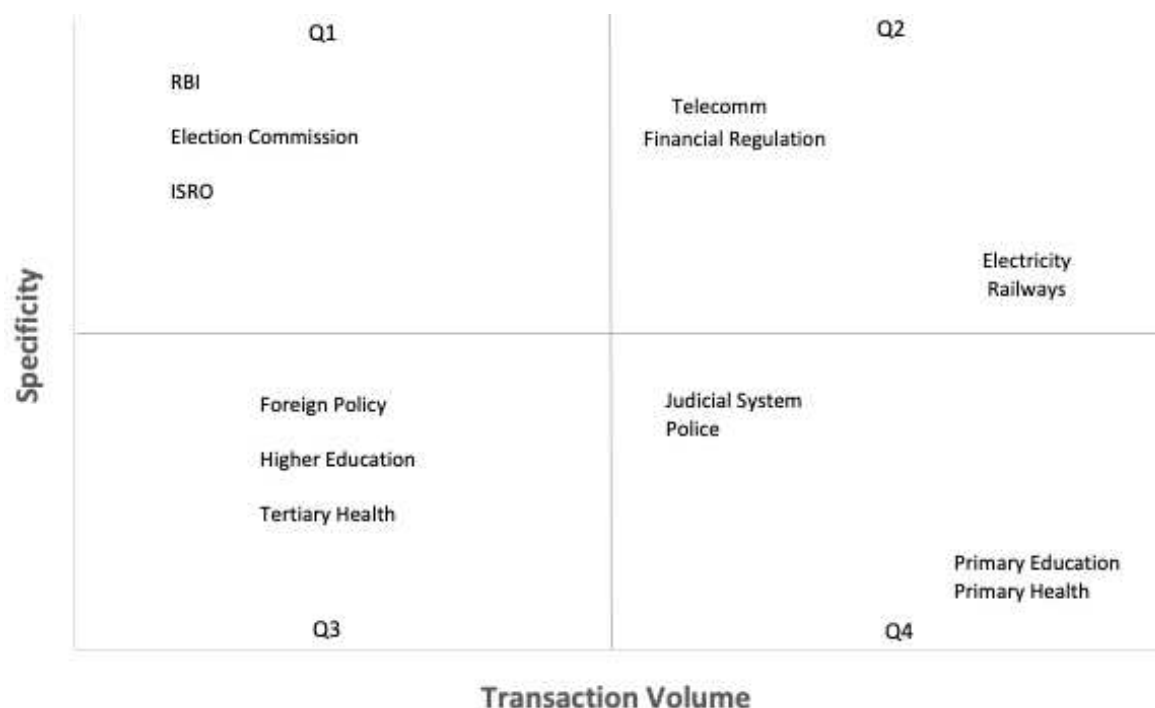 Q1
Q2
RBI
Telecomm
Election Commission
Financial Regulation
ISRO
Electricity
Railways
Specificity
Foreign Policy
Judicial System
Police
Higher Education
Tertiary Health
Primary Education
Primary Health
Q3
Q4
Transaction Volume